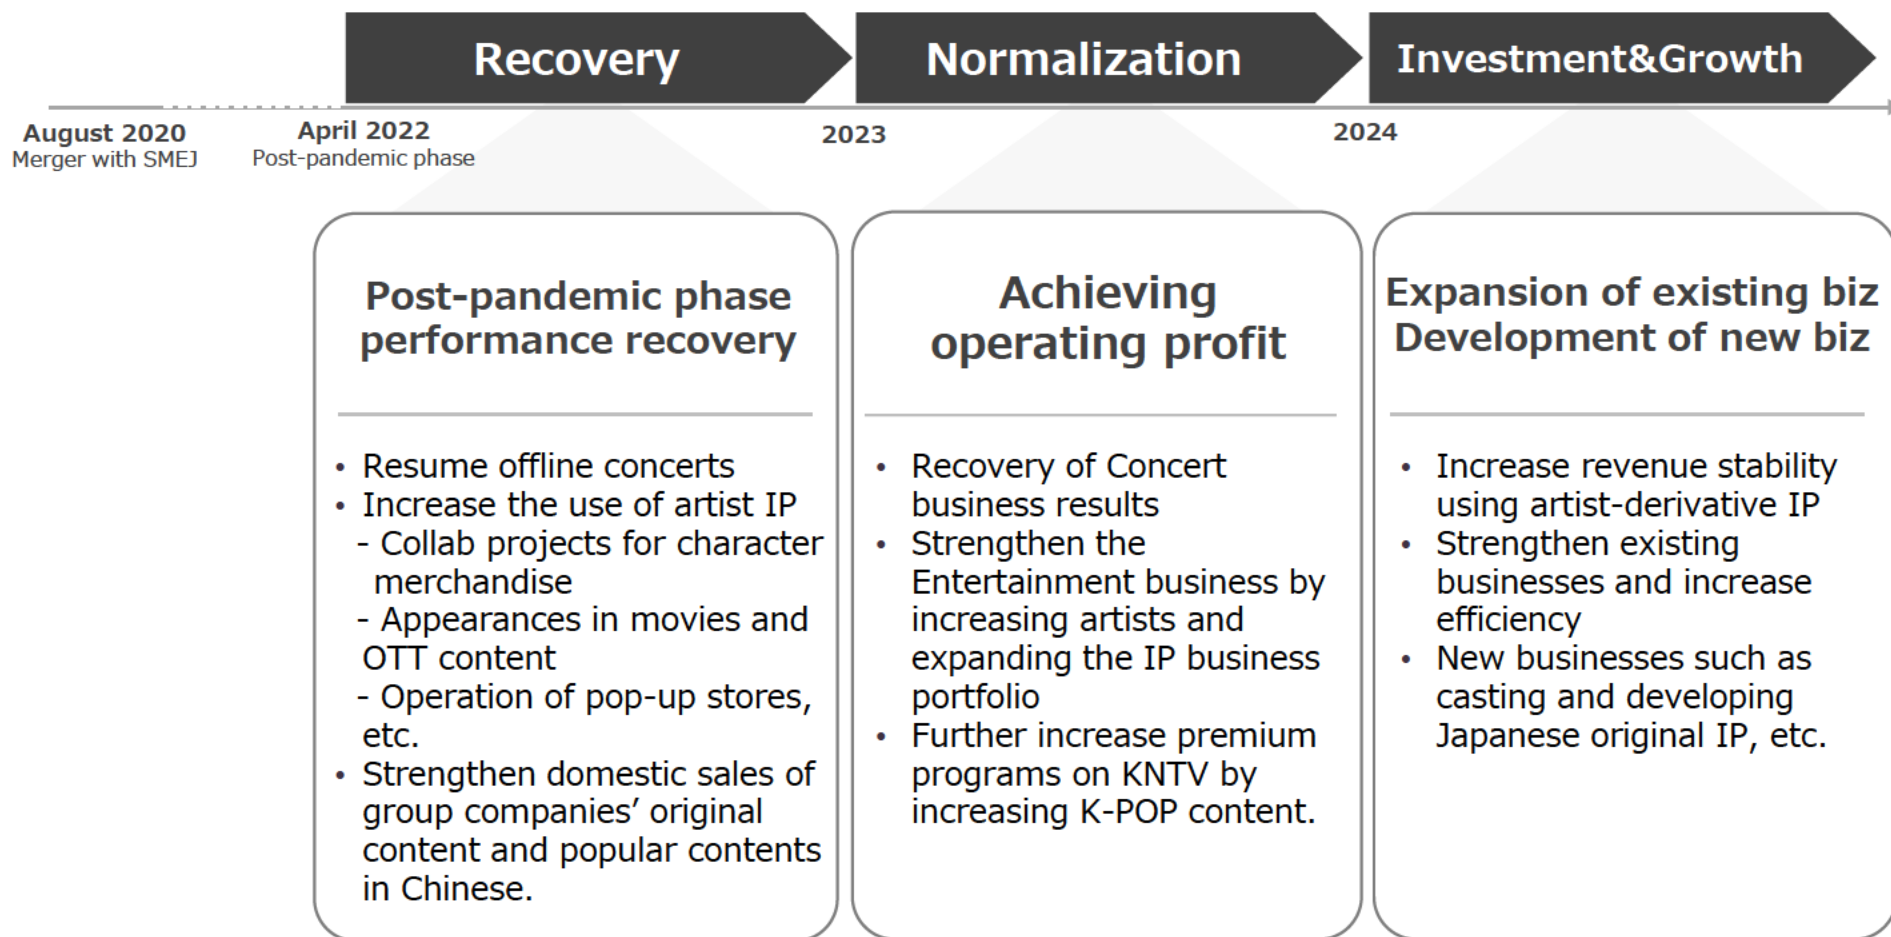 Recovery
Normalization
Investment&Growth
August 2020
Merger with SMEJ
April 2022
Post-pandemic phase
2023
2024
Post-pandemic phase
performance recovery
• Resume offline concerts
• Increase the use of artist IP
- Collab projects for character
merchandise
- Appearances in movies and
OTT content
- Operation of pop-up stores,
etc.
• Strengthen domestic sales of
group companies’ original
content and popular contents
in Chinese.
Achieving
operating profit
• Recovery of Concert
business results
• Strengthen the
Entertainment business by
increasing artists and
expanding the IP business
portfolio
• Further increase premium
programs on KNTV by
increasing K-POP content.
Expansion of existing biz
Development of new biz
• Increase revenue stability
using artist-derivative IP
• Strengthen existing
businesses and increase
efficiency
• New businesses such as
casting and developing
Japanese original IP, etc.